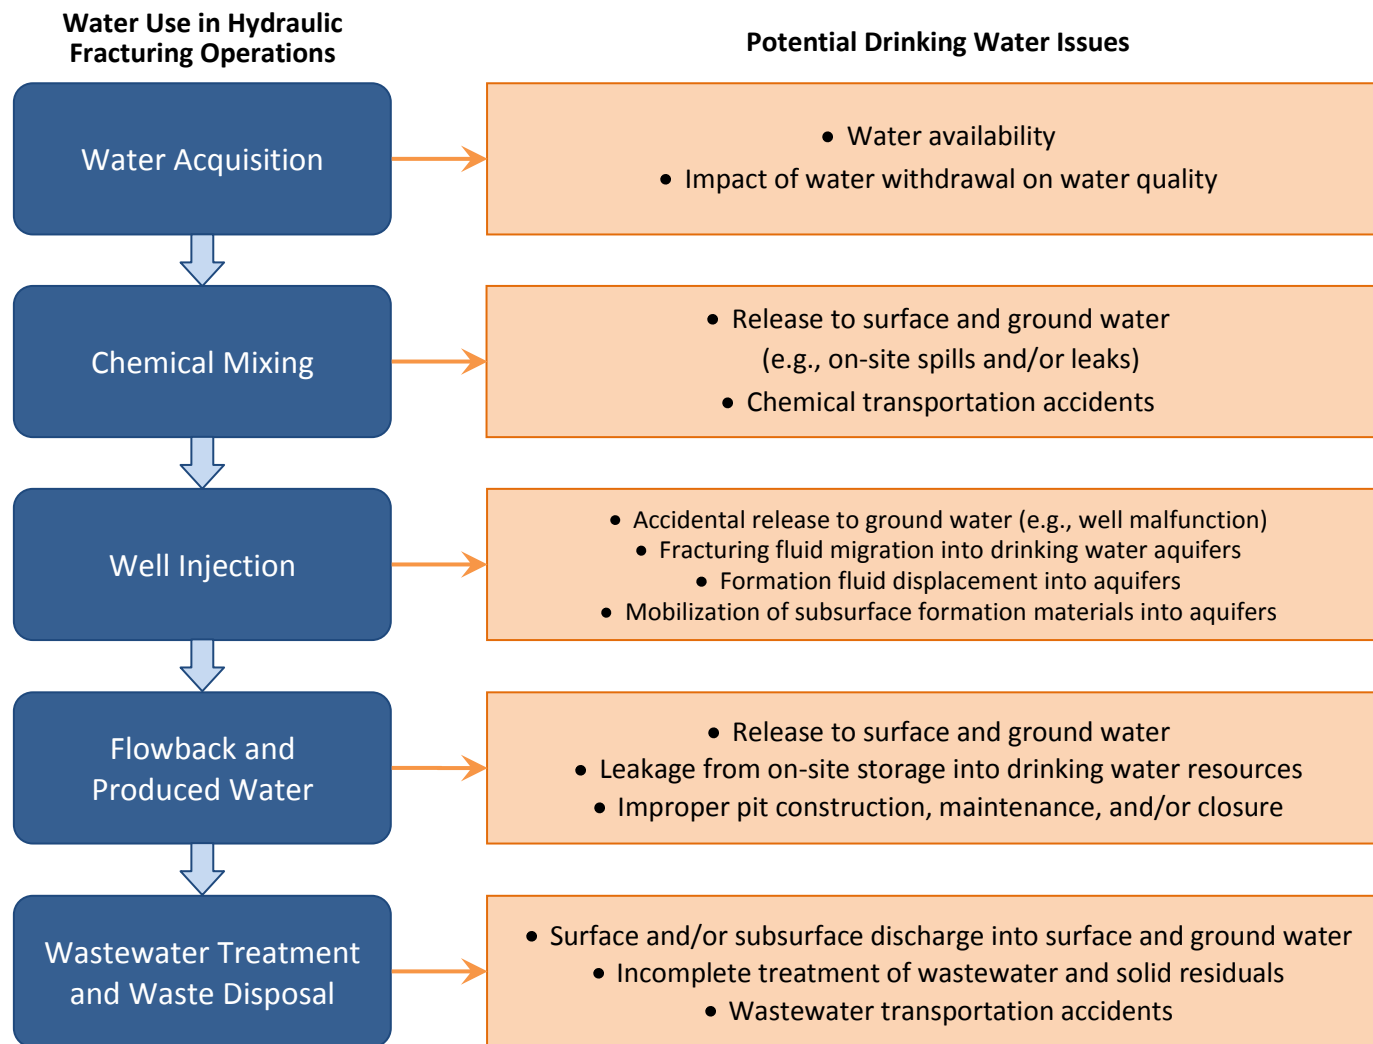 Water Use in Hydraulic
Fracturing Operations
Potential Drinking Water Issues
Water Acquisition
• Water availability
• Impact of water withdrawal on water quality
Chemical Mixing
• Release to surface and ground water
(e.g., on-site spills and/or leaks)
• Chemical transportation accidents
Well Injection
• Accidental release to ground water (e.g., well malfunction)
• Fracturing fluid migration into drinking water aquifers
• Formation fluid displacement into aquifers
• Mobilization of subsurface formation materials into aquifers
Flowback and
Produced Water
• Release to surface and ground water
• Leakage from on-site storage into drinking water resources
• Improper pit construction, maintenance, and/or closure
Wastewater Treatment
and Waste Disposal
• Surface and/or subsurface discharge into surface and ground water
• Incomplete treatment of wastewater and solid residuals
• Wastewater transportation accidents